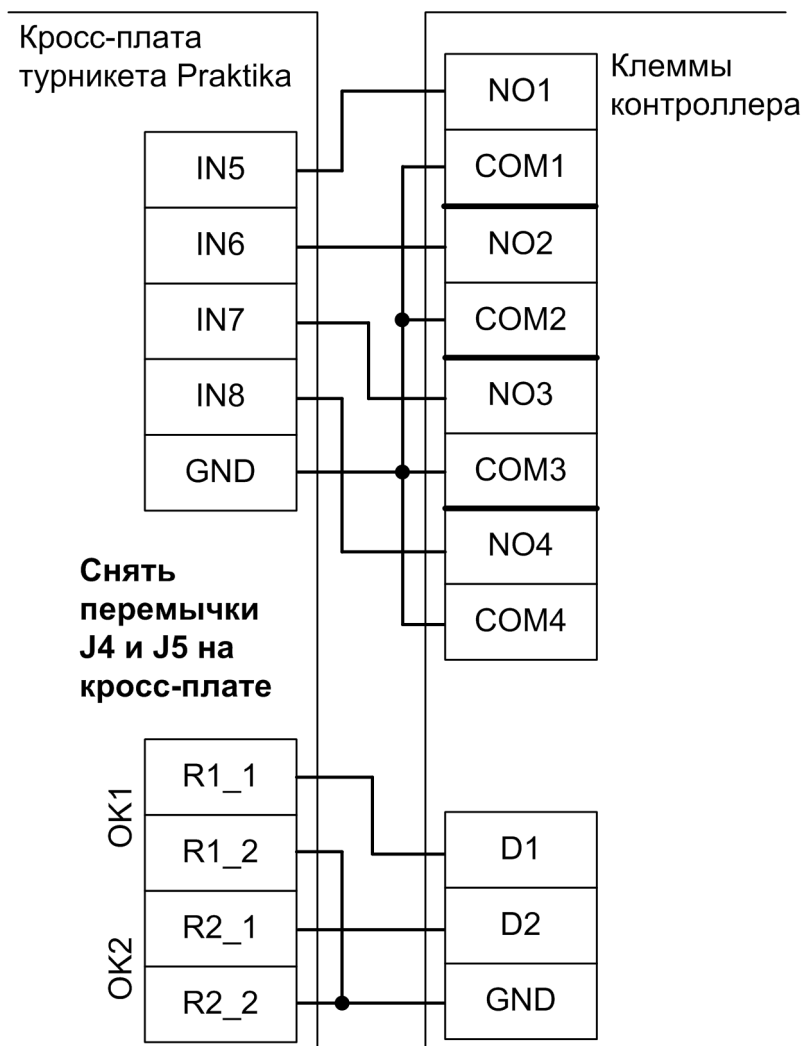 Кросс-плата
турникета Praktika
Клеммы
контроллера
IN5
IN6
IN7
IN8
GND
NO1
COM1
NO2
COM2
NO3
COM3
NO4
COM4
Снять
перемычки
J4 и J5 на
кросс-плате
OK1
R1_1
R1_2
OK2
R2_1
R2_2
D1
D2
GND